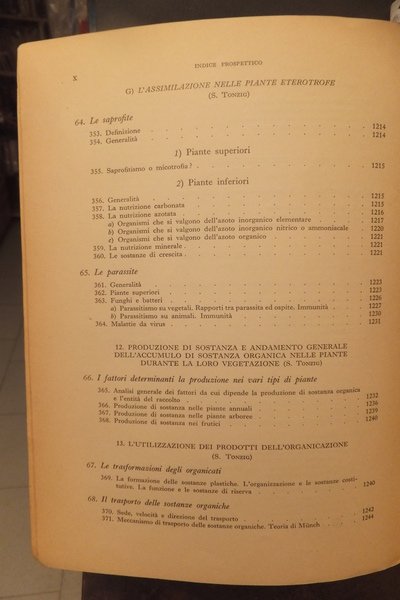 X
INDICE PROSPETTICO
G) L'ASSIMILAZIONE NELLE PIANTE ETEROTROFE
(S. TONZIG)
64. Le saprofite
353. Definizione . . . 1214
354. Generalità . . . 1214
1) Piante superiori
355. Saprofitismo o micotrofia? . . . 1215
2) Piante inferiori
356. Generalità . . . 1215
357. La nutrizione carbonata . . . 1215
358. La nutrizione azotata . . . 1216
a) Organismi che si valgono dell'azoto inorganico elementare . . . 1217
b) Organismi che si valgono dell'azoto inorganico nitrico o ammoniacale . 1220
c) Organismi che si valgono dell'azoto organico . . . 1221
359. La nutrizione minerale . . . 1221
360. Le sostanze di crescita . . . 1221
65. Le parassite
361. Generalità . . . 1223
362. Piante superiori . . . 1223
363. Funghi e batteri . . . 1226
a) Parassitismo su vegetali. Rapporti tra parassita ed ospite. Immunità . 1227
b) Parassitismo su animali. Immunità . . . 1230
364. Malattie da virus . . . 1231
12. PRODUZIONE DI SOSTANZA E ANDAMENTO GENERALE
DELL'ACCUMULO DI SOSTANZA ORGANICA NELLE PIANTE
DURANTE LA LORO VEGETAZIONE (S. TONZIG)
66. I fattori determinanti la produzione nei vari tipi di piante
365. Analisi generale dei fattori da cui dipende la produzione di sostanza organica
e l'entità del raccolto . . . 1232
366. Produzione di sostanza nelle piante annuali . . . 1236
367. Produzione di sostanza nelle piante arboree . . . 1239
368. Produzione di sostanza nei frutici . . . 1240
13. L'UTILIZZAZIONE DEI PRODOTTI DELL'ORGANICAZIONE
(S. TONZIG)
67. Le trasformazioni degli organicati
369. La formazione delle sostanze plastiche. L'organizzazione e le sostanze costi-
tutive. La funzione e le sostanze di riserva . . . 1240
68. Il trasporto delle sostanze organiche
370. Sede, velocità e direzione del trasporto . . . 1242
371. Meccanismo di trasporto delle sostanze organiche. Teoria di Münch . . 1244